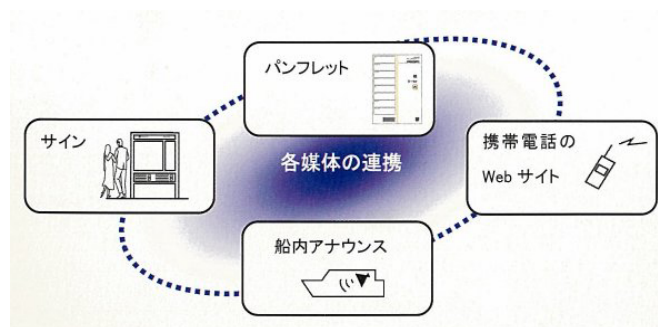 パンフレット
サイン
各媒体の連携
携帯電話の
Web サイト
船内アナウンス